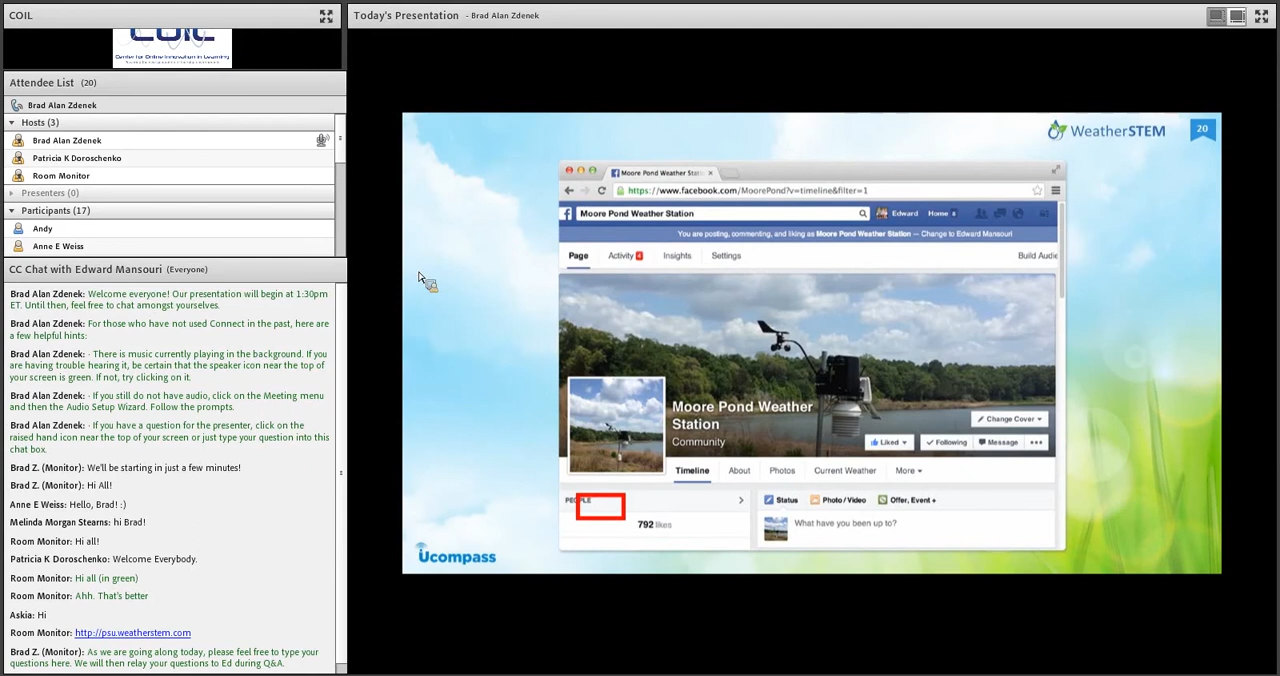 COIL
Center for Online Innovation in Learning
Attendee List (20)
Brad Alan Zdenek
Hosts (3)
Brad Alan Zdenek
Patricia K Doroschenko
Room Monitor
Presenters (0)
Participants (17)
Andy
Anne E Weiss
CC Chat with Edward Mansouri (Everyone)
Brad Alan Zdenek: Welcome everyone! Our presentation will begin at 1:30pm
ET. Until then, feel free to chat amongst yourselves.
Brad Alan Zdenek: For those who have not used Connect in the past, here are
a few helpful hints:
Brad Alan Zdenek: · There is music currently playing in the background. If you
are having trouble hearing it, be certain that the speaker icon near the top of
your screen is green. If not, try clicking on it.
Brad Alan Zdenek: · If you still do not have audio, click on the Meeting menu
and then the Audio Setup Wizard. Follow the prompts.
Brad Alan Zdenek: · If you have a question for the presenter, click on the
raised hand icon near the top of your screen or just type your question into this
chat box.
Brad Z. (Monitor): We'll be starting in just a few minutes!
Brad Z. (Monitor): Hi All!
Anne E Weiss: Hello, Brad! :)
Melinda Morgan Stearns: hi Brad!
Room Monitor: Hi all!
Patricia K Doroschenko: Welcome Everybody.
Room Monitor: Hi all (in green)
Room Monitor: Ahh. That's better
Askia: Hi
Room Monitor: http://psu.weatherstem.com
Brad Z. (Monitor): As we are going along today, please feel free to type your
questions here. We will then relay your questions to Ed during Q&A.
Today's Presentation - Brad Alan Zdenek
WeatherSTEM 20
Moore Pond Weather Stati
https://www.facebook.com/MoorePond?v=timeline&filter=1
Moore Pond Weather Station Edward Home 8
You are posting, commenting, and liking as Moore Pond Weather Station — Change to Edward Mansouri
Page Activity 4 Insights Settings Build Audie
Moore Pond Weather
Station
Community
Change Cover
Liked Following Message
Timeline About Photos Current Weather More
PEOPLE
Status Photo / Video Offer, Event +
792 likes
What have you been up to?
Ucompass